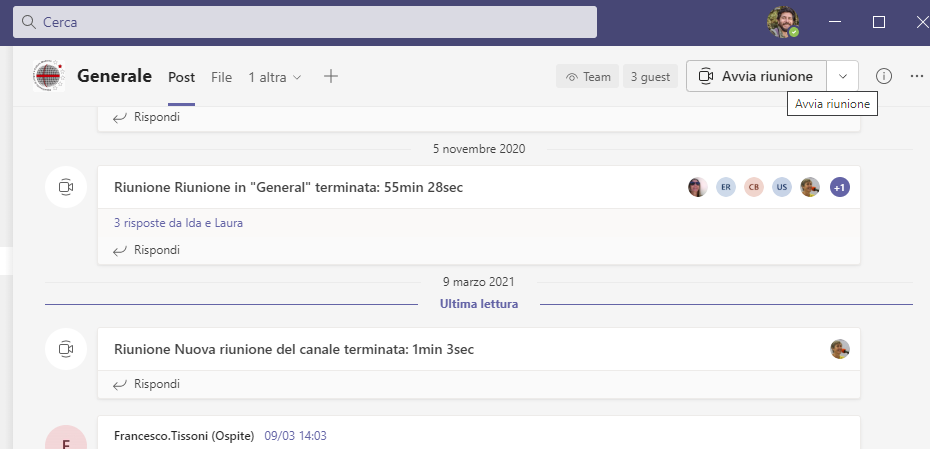 Cerca
Generale Post File 1 altra Team 3 guest Avvia riunione
Avvia riunione
Rispondi
5 novembre 2020
Riunione Riunione in "General" terminata: 55min 28sec ER CB US +1
3 risposte da Ida e Laura
Rispondi
9 marzo 2021
Ultima lettura
Riunione Nuova riunione del canale terminata: 1min 3sec
Rispondi
F Francesco.Tissoni (Ospite) 09/03 14:03